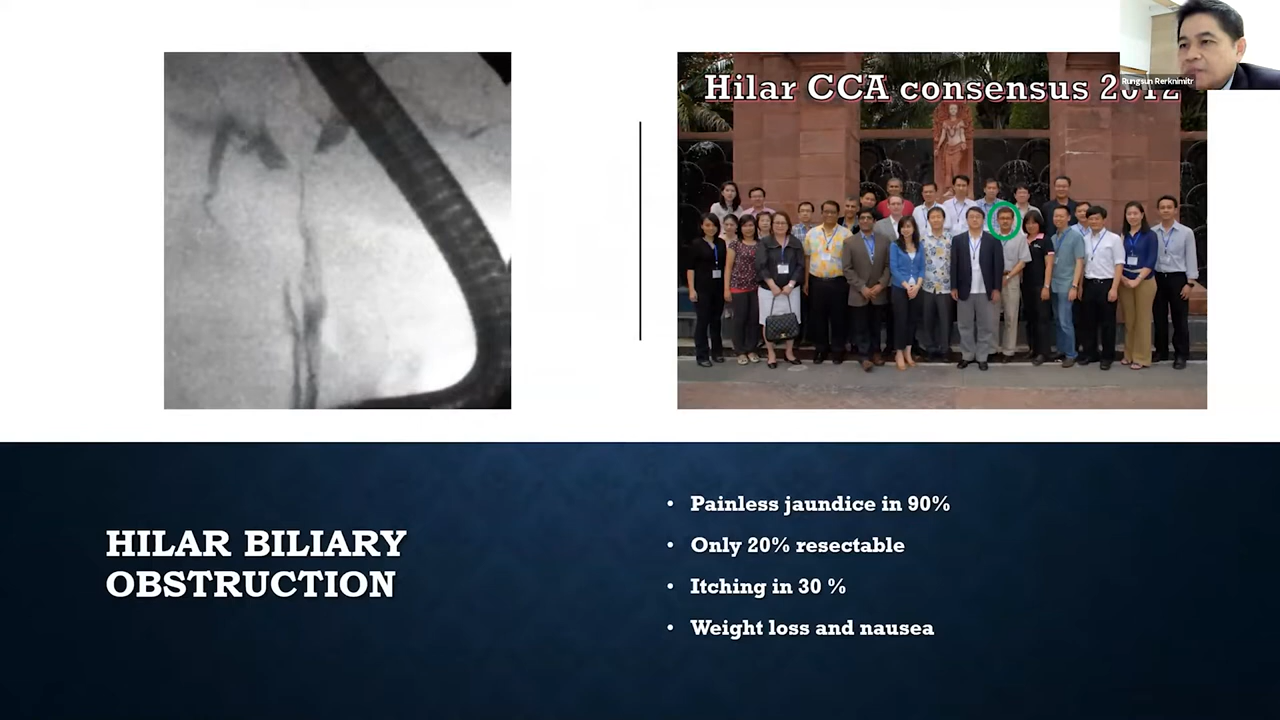 Hilar CCA consensus 2012
Rungsun Rerknimitr
HILAR BILIARY
OBSTRUCTION
• Painless jaundice in 90%
• Only 20% resectable
• Itching in 30 %
• Weight loss and nausea